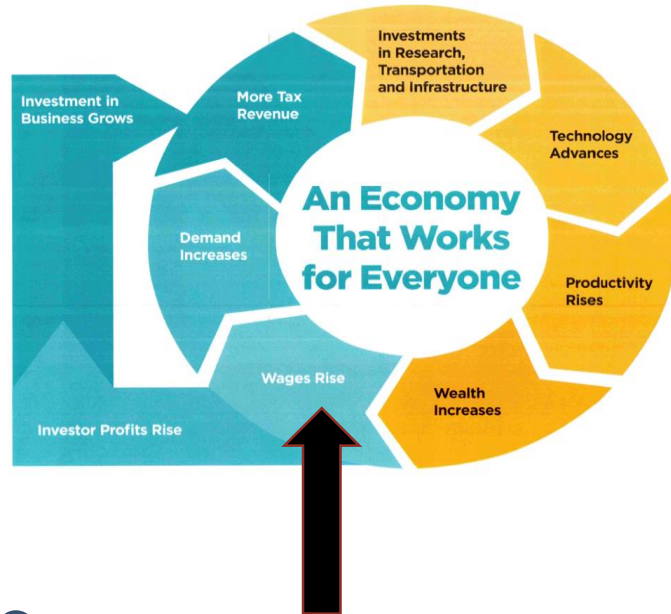 Investments
in Research,
Transportation
and Infrastructure
Technology
Advances
Productivity
Rises
Wealth
Increases
Wages Rise
Demand
Increases
More Tax
Revenue
Investor Profits Rise
Investment in
Business Grows
An Economy
That Works
for Everyone